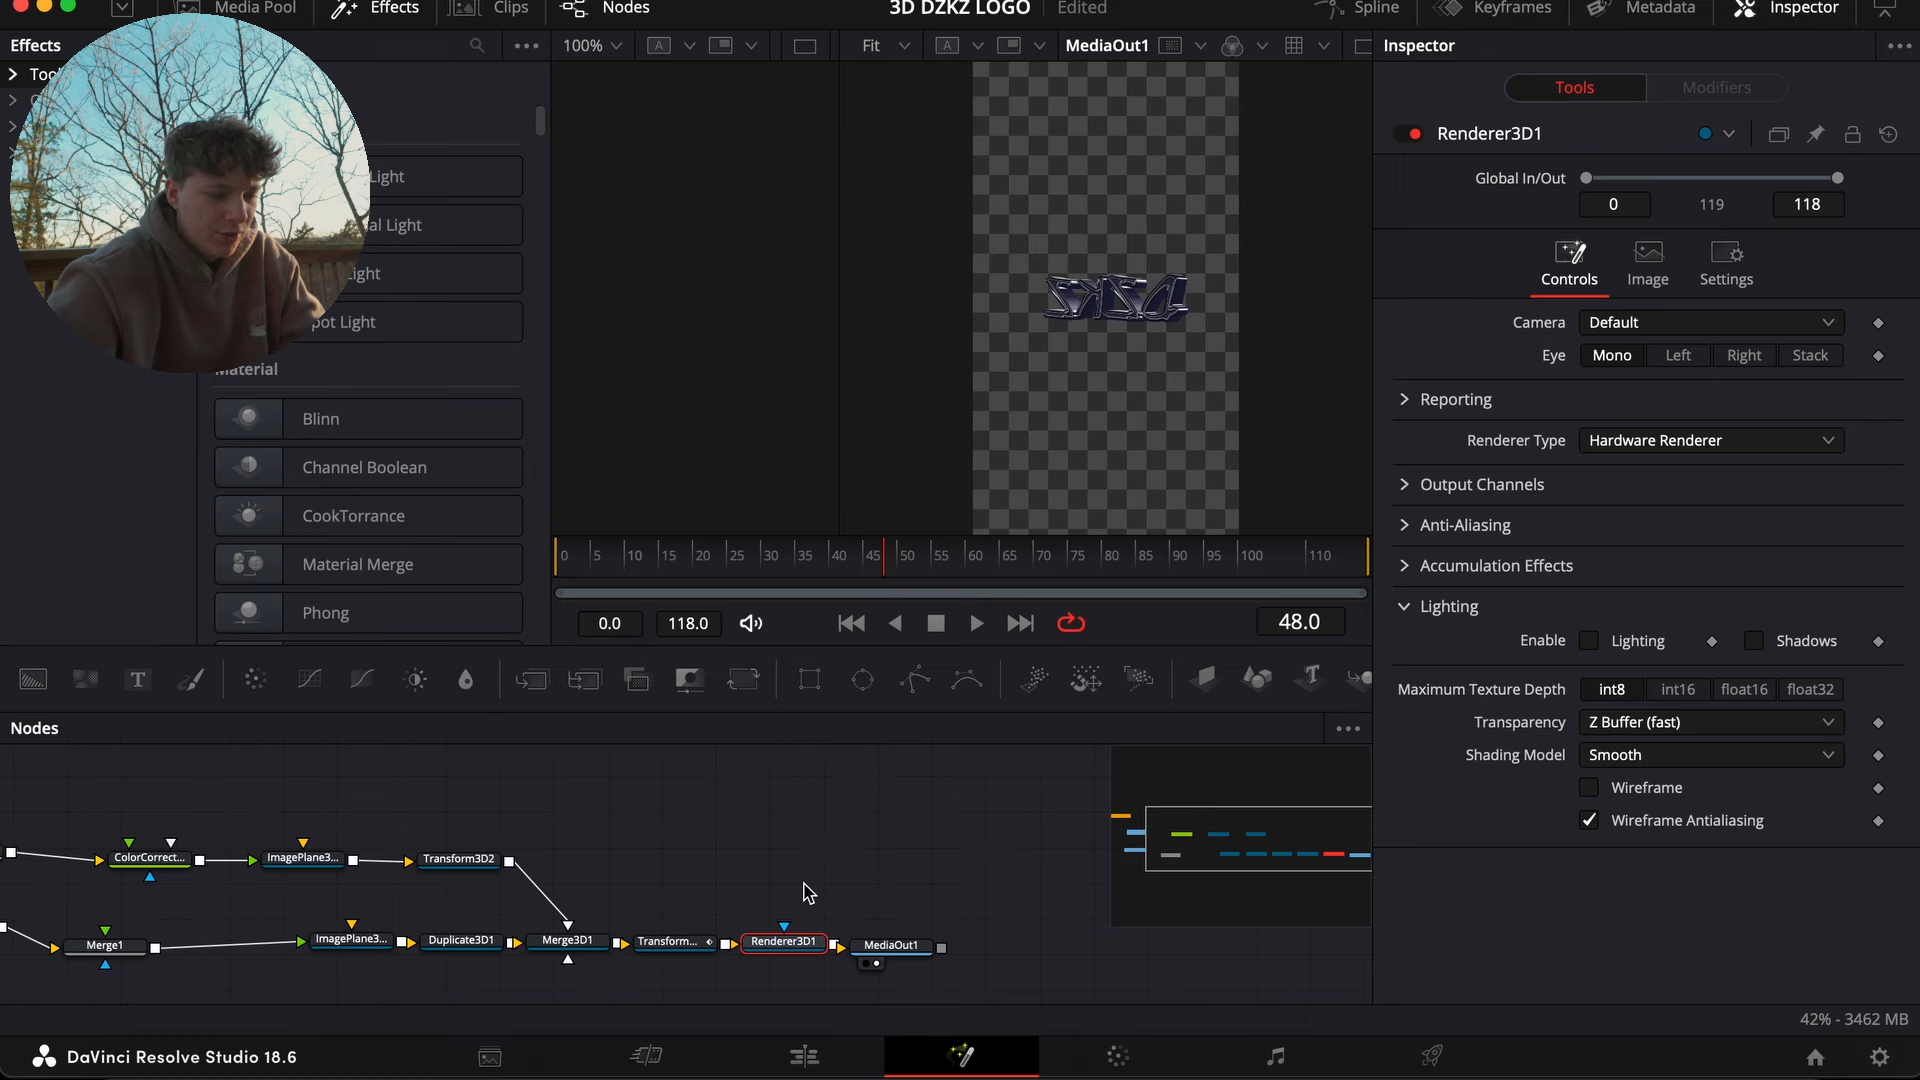 Media Pool
Effects
Clips
Nodes
3D DZKZ LOGO
Edited
Spline
Keyframes
Metadata
Inspector
Effects
100%
A
Fit
A
MediaOut1
Inspector
Tools
Modifiers
Light
Light
Light
Renderer3D1
Global In/Out
0
119
118
Controls
Image
Settings
Camera
Default
Eye
Mono
Left
Right
Stack
Material
Reporting
Blinn
Renderer Type
Hardware Renderer
Channel Boolean
Output Channels
CookTorrance
Anti-Aliasing
Material Merge
0
5
10
15
20
25
30
35
40
45
50
55
60
65
70
75
80
85
90
95
100
110
Accumulation Effects
Phong
0.0
118.0
48.0
Lighting
Enable
Lighting
Shadows
Maximum Texture Depth
int8
int16
float16
float32
Nodes
Transparency
Z Buffer (fast)
Shading Model
Smooth
Wireframe
Wireframe Antialiasing
ColorCorrect...
ImagePlane3...
Transform3D2
Merge1
ImagePlane3...
Duplicate3D1
Merge3D1
Transform...
Renderer3D1
MediaOut1
42% - 3462 MB
DaVinci Resolve Studio 18.6